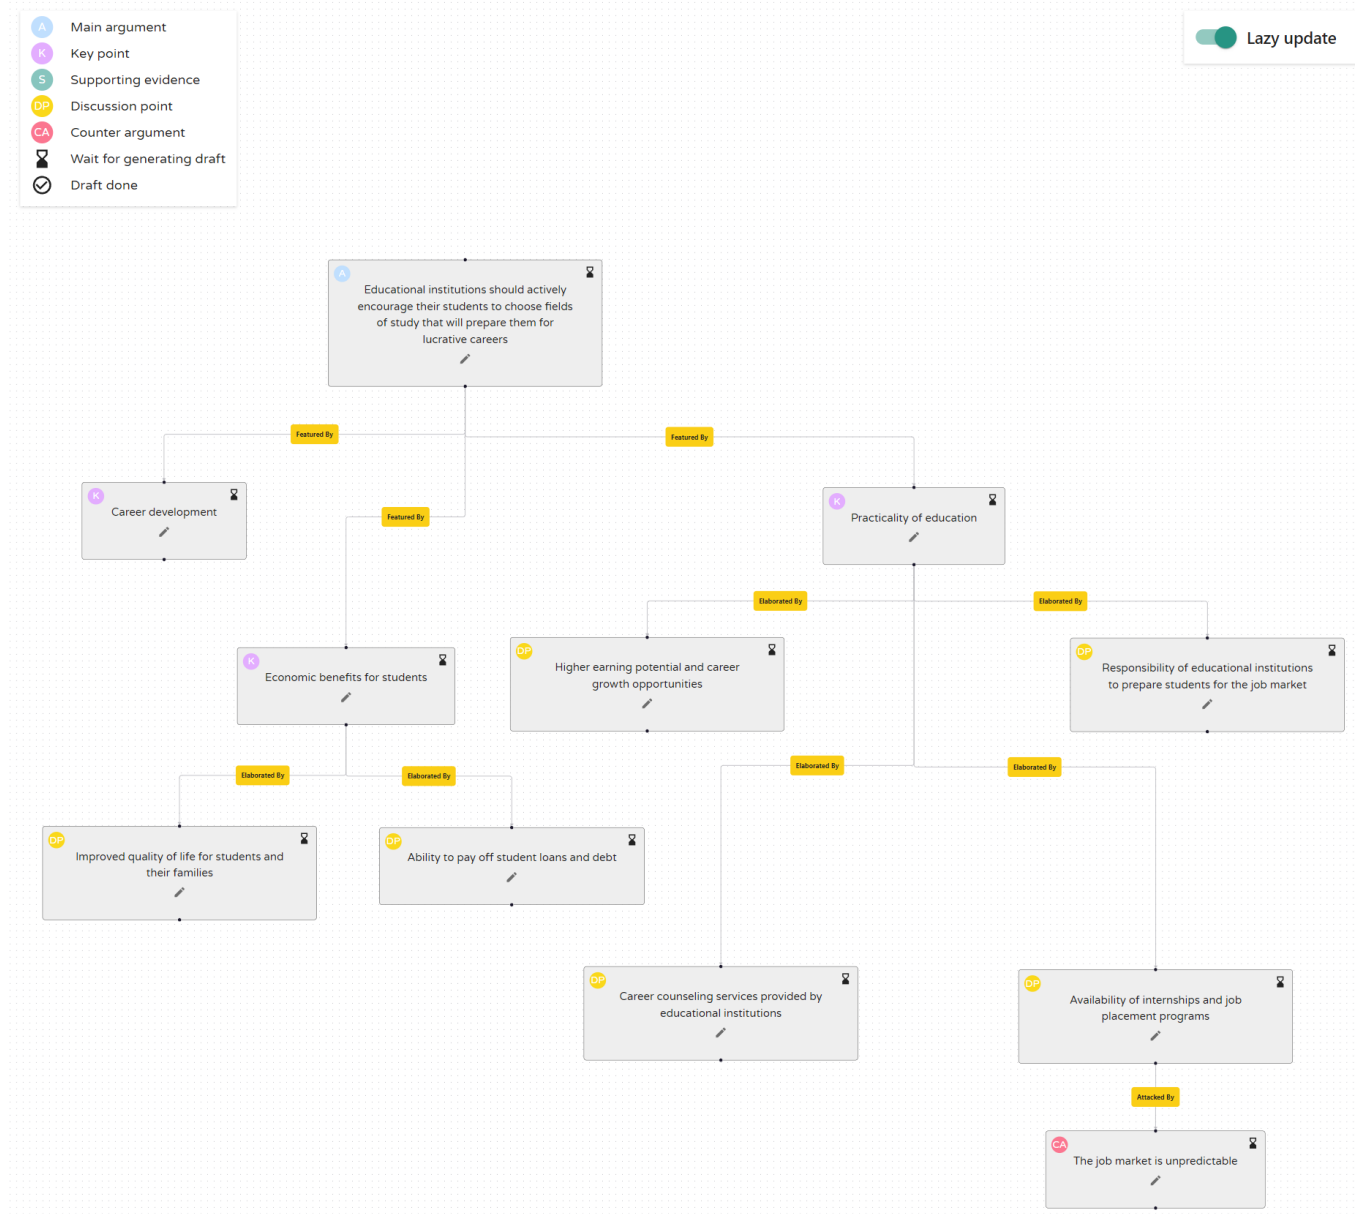 A Main argument
K Key point
S Supporting evidence
DP Discussion point
CA Counter argument
Wait for generating draft
Draft done
Lazy update
A
Educational institutions should actively
encourage their students to choose fields
of study that will prepare them for
lucrative careers
Featured By
Featured By
Featured By
K
Career development
K
Practicality of education
Elaborated By
Elaborated By
K
Economic benefits for students
DP
Higher earning potential and career
growth opportunities
DP
Responsibility of educational institutions
to prepare students for the job market
Elaborated By
Elaborated By
Elaborated By
Elaborated By
DP
Improved quality of life for students and
their families
DP
Ability to pay off student loans and debt
DP
Career counseling services provided by
educational institutions
DP
Availability of internships and job
placement programs
Attacked By
CA
The job market is unpredictable